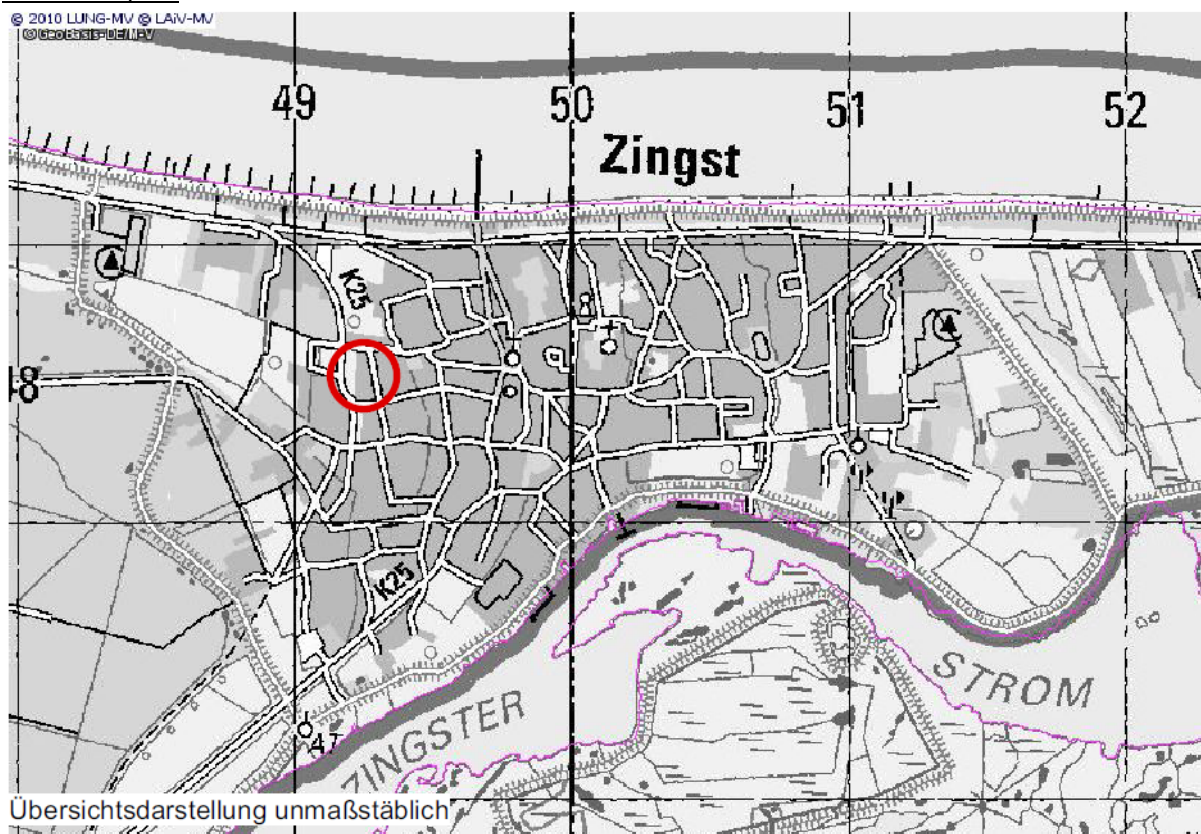 © 2010 LUNG-MV © LAiV-MV
© GeoBasis-DE/M-V
49
50
51
52
Zingst
K25
48
K25
STROM
ZINGSTER
47
Übersichtsdarstellung unmaßstäblich